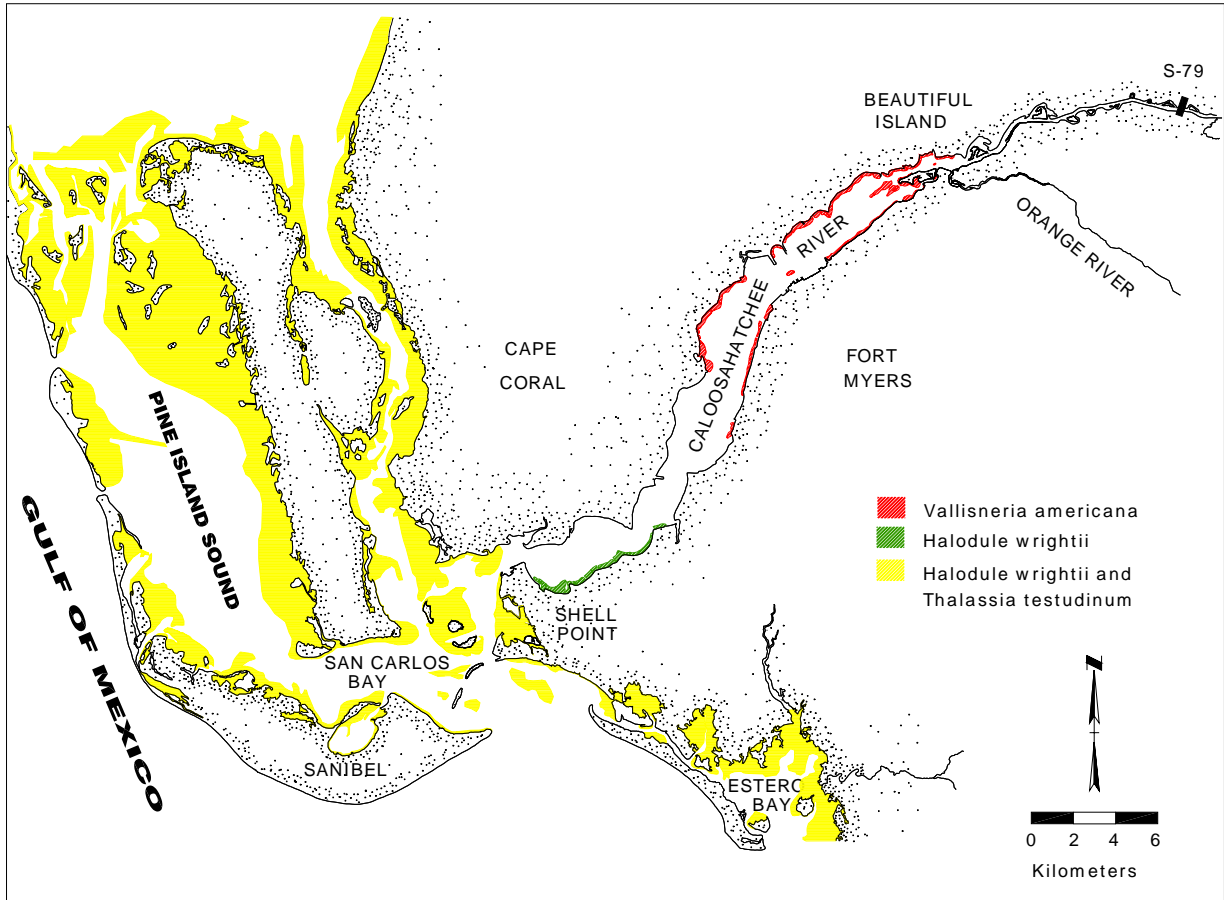 S-79
BEAUTIFUL
ISLAND
ORANGE RIVER
CALOOSAHATCHEE RIVER
CAPE
CORAL
FORT
MYERS
PINE ISLAND SOUND
GULF OF MEXICO
Vallisneria americana
Halodule wrightii
Halodule wrightii and
Thalassia testudinum
SHELL
POINT
SAN CARLOS
BAY
SANIBEL
ESTERO
BAY
N
0 2 4 6
Kilometers